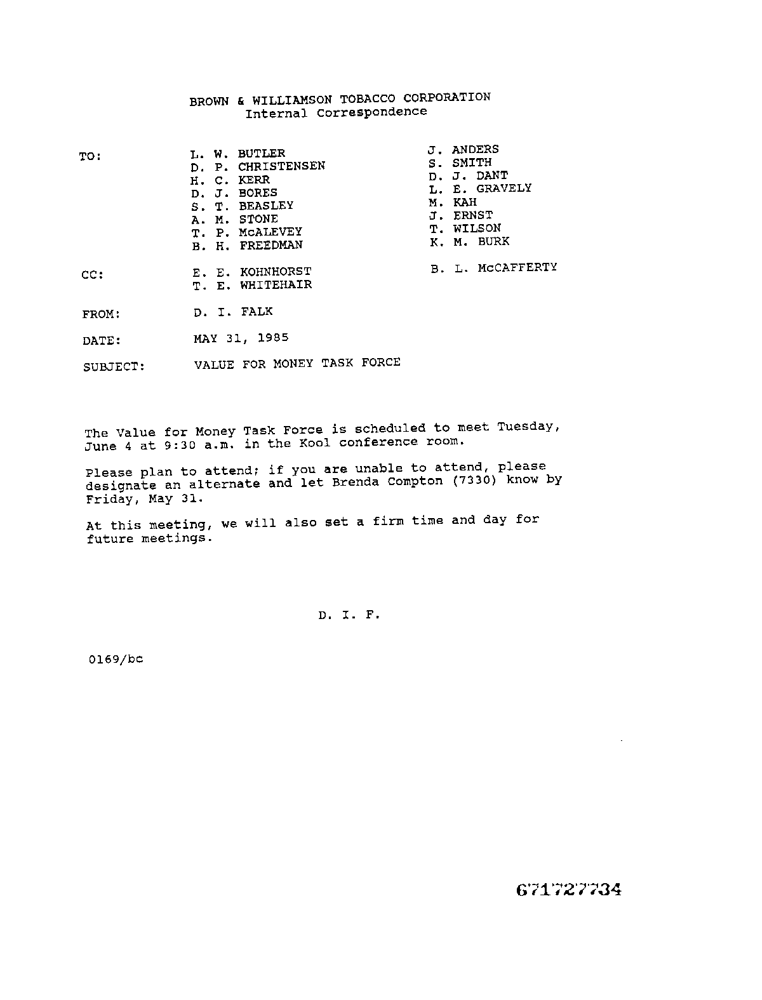 BROWN & WILLIAMSON TOBACCO CORPORATION
Internal Correspondence
TO: L. W. BUTLER J. ANDERS
D. P. CHRISTENSEN S. SMITH
H. C. KERR D. J. DANT
D. J. BORES L. E. GRAVELY
S. T. BEASLEY M. KAH
A. M. STONE J. ERNST
T. P. McALEVEY T. WILSON
B. H. FREEDMAN K. M. BURK
CC: E. E. KOHNHORST B. L. McCAFFERTY
T. E. WHITEHAIR
FROM: D. I. FALK
DATE: MAY 31, 1985
SUBJECT: VALUE FOR MONEY TASK FORCE
The Value for Money Task Force is scheduled to meet Tuesday,
June 4 at 9:30 a.m. in the Kool conference room.
Please plan to attend; if you are unable to attend, please
designate an alternate and let Brenda Compton (7330) know by
Friday, May 31.
At this meeting, we will also set a firm time and day for
future meetings.
D. I. F.
0169/bc
671727734